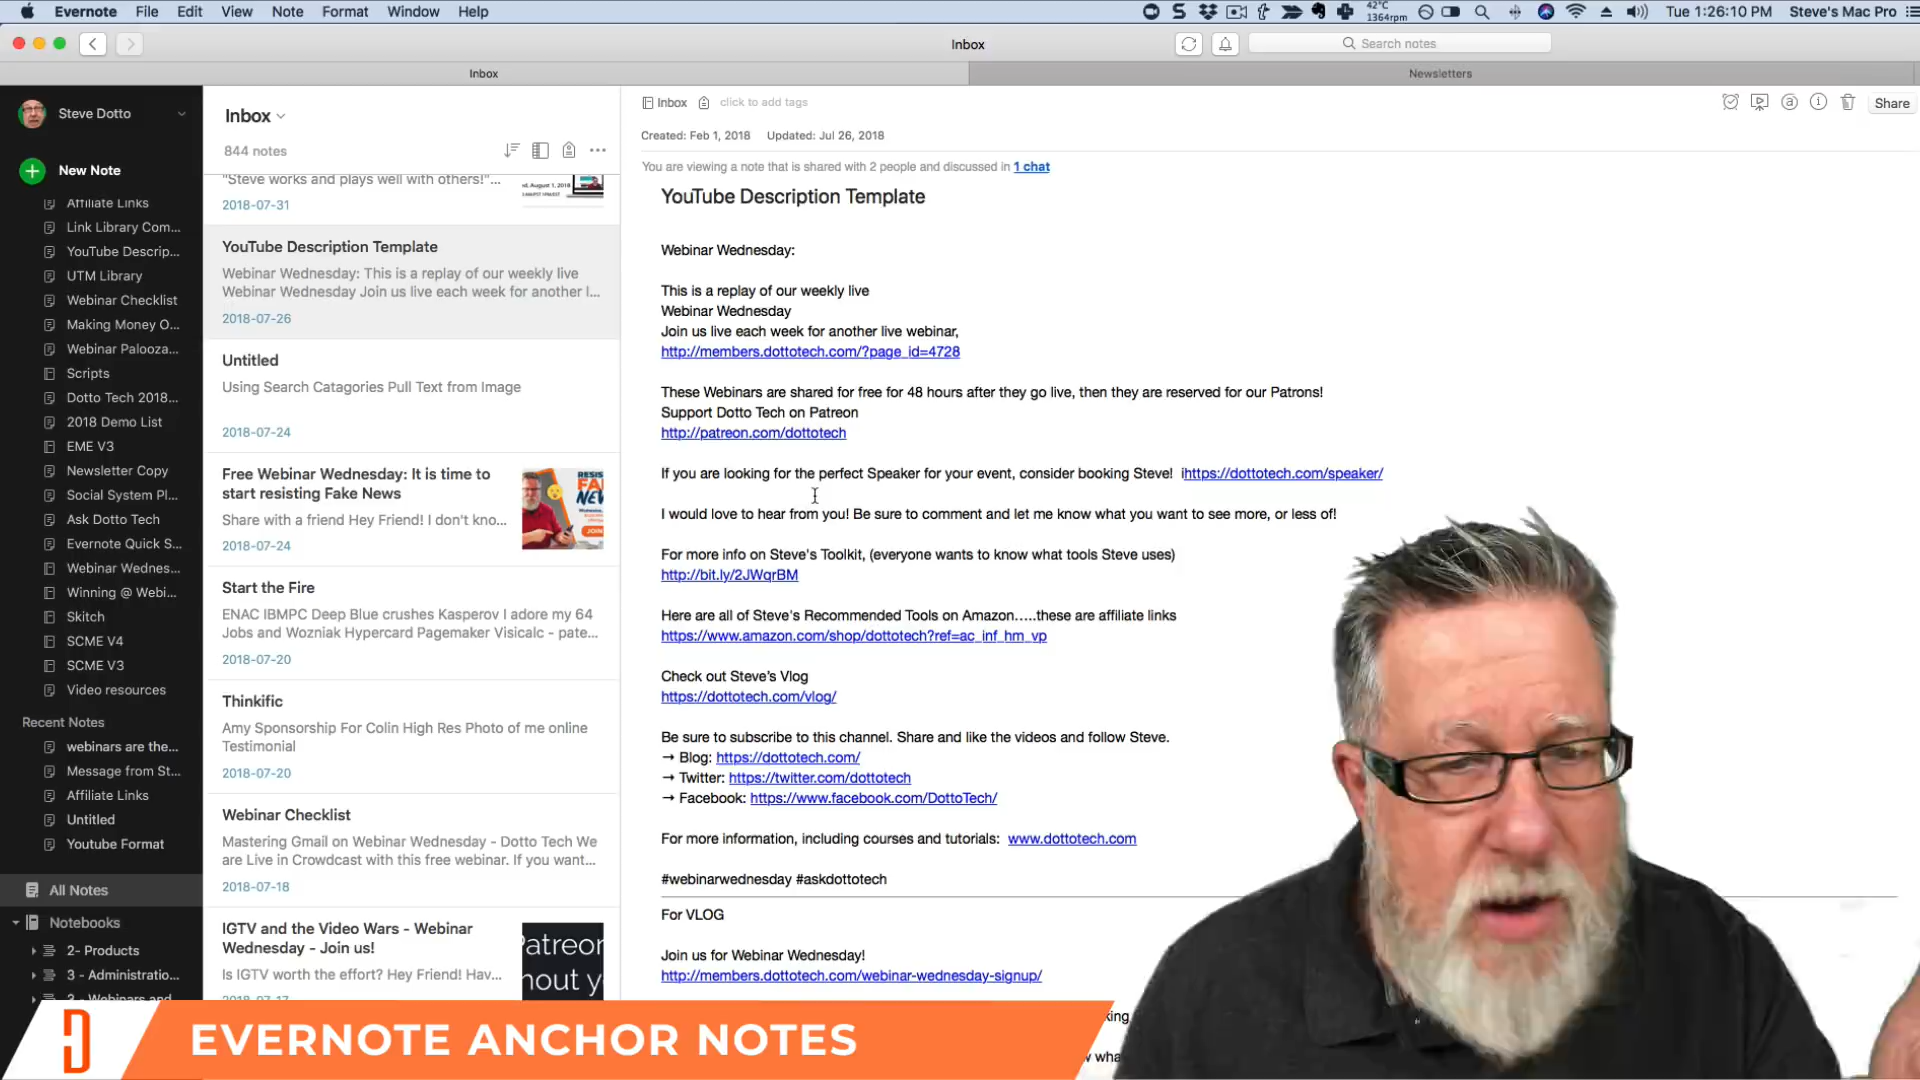 Evernote File Edit View Note Format Window Help
42°C
1364rpm
Tue 1:26:10 PM Steve's Mac Pro
Inbox
Search notes
Inbox
Newsletters
Steve Dotto
New Note
Affiliate Links
Link Library Com...
YouTube Descrip...
UTM Library
Webinar Checklist
Making Money O...
Webinar Palooza...
Scripts
Dotto Tech 2018...
2018 Demo List
EME V3
Newsletter Copy
Social System Pl...
Ask Dotto Tech
Evernote Quick S...
Webinar Wednes...
Winning @ Webi...
Skitch
SCME V4
SCME V3
Video resources
Recent Notes
webinars are the...
Message from St...
Affiliate Links
Untitled
Youtube Format
All Notes
Notebooks
2- Products
3 - Administratio...
3 - Webinars and
Inbox
844 notes
"Steve works and plays well with others!"...
2018-07-31
YouTube Description Template
Webinar Wednesday: This is a replay of our weekly live
Webinar Wednesday Join us live each week for another l...
2018-07-26
Untitled
Using Search Catagories Pull Text from Image
2018-07-24
Free Webinar Wednesday: It is time to
start resisting Fake News
Share with a friend Hey Friend! I don't kno...
2018-07-24
Start the Fire
ENAC IBMPC Deep Blue crushes Kasperov I adore my 64
Jobs and Wozniak Hypercard Pagemaker Visicalc - pate...
2018-07-20
Thinkific
Amy Sponsorship For Colin High Res Photo of me online
Testimonial
2018-07-20
Webinar Checklist
Mastering Gmail on Webinar Wednesday - Dotto Tech We
are Live in Crowdcast with this free webinar. If you want...
2018-07-18
IGTV and the Video Wars - Webinar
Wednesday - Join us!
Is IGTV worth the effort? Hey Friend! Hav...
2018-07-17
Inbox click to add tags
Share
Created: Feb 1, 2018 Updated: Jul 26, 2018
You are viewing a note that is shared with 2 people and discussed in 1 chat
YouTube Description Template
Webinar Wednesday:
This is a replay of our weekly live
Webinar Wednesday
Join us live each week for another live webinar,
http://members.dottotech.com/?page_id=4728
These Webinars are shared for free for 48 hours after they go live, then they are reserved for our Patrons!
Support Dotto Tech on Patreon
http://patreon.com/dottotech
If you are looking for the perfect Speaker for your event, consider booking Steve! ihttps://dottotech.com/speaker/
I would love to hear from you! Be sure to comment and let me know what you want to see more, or less of!
For more info on Steve's Toolkit, (everyone wants to know what tools Steve uses)
http://bit.ly/2JWqrBM
Here are all of Steve's Recommended Tools on Amazon…..these are affiliate links
https://www.amazon.com/shop/dottotech?ref=ac_inf_hm_vp
Check out Steve's Vlog
https://dottotech.com/vlog/
Be sure to subscribe to this channel. Share and like the videos and follow Steve.
→ Blog: https://dottotech.com/
→ Twitter: https://twitter.com/dottotech
→ Facebook: https://www.facebook.com/DottoTech/
For more information, including courses and tutorials: www.dottotech.com
#webinarwednesday #askdottotech
For VLOG
Join us for Webinar Wednesday!
http://members.dottotech.com/webinar-wednesday-signup/
EVERNOTE ANCHOR NOTES